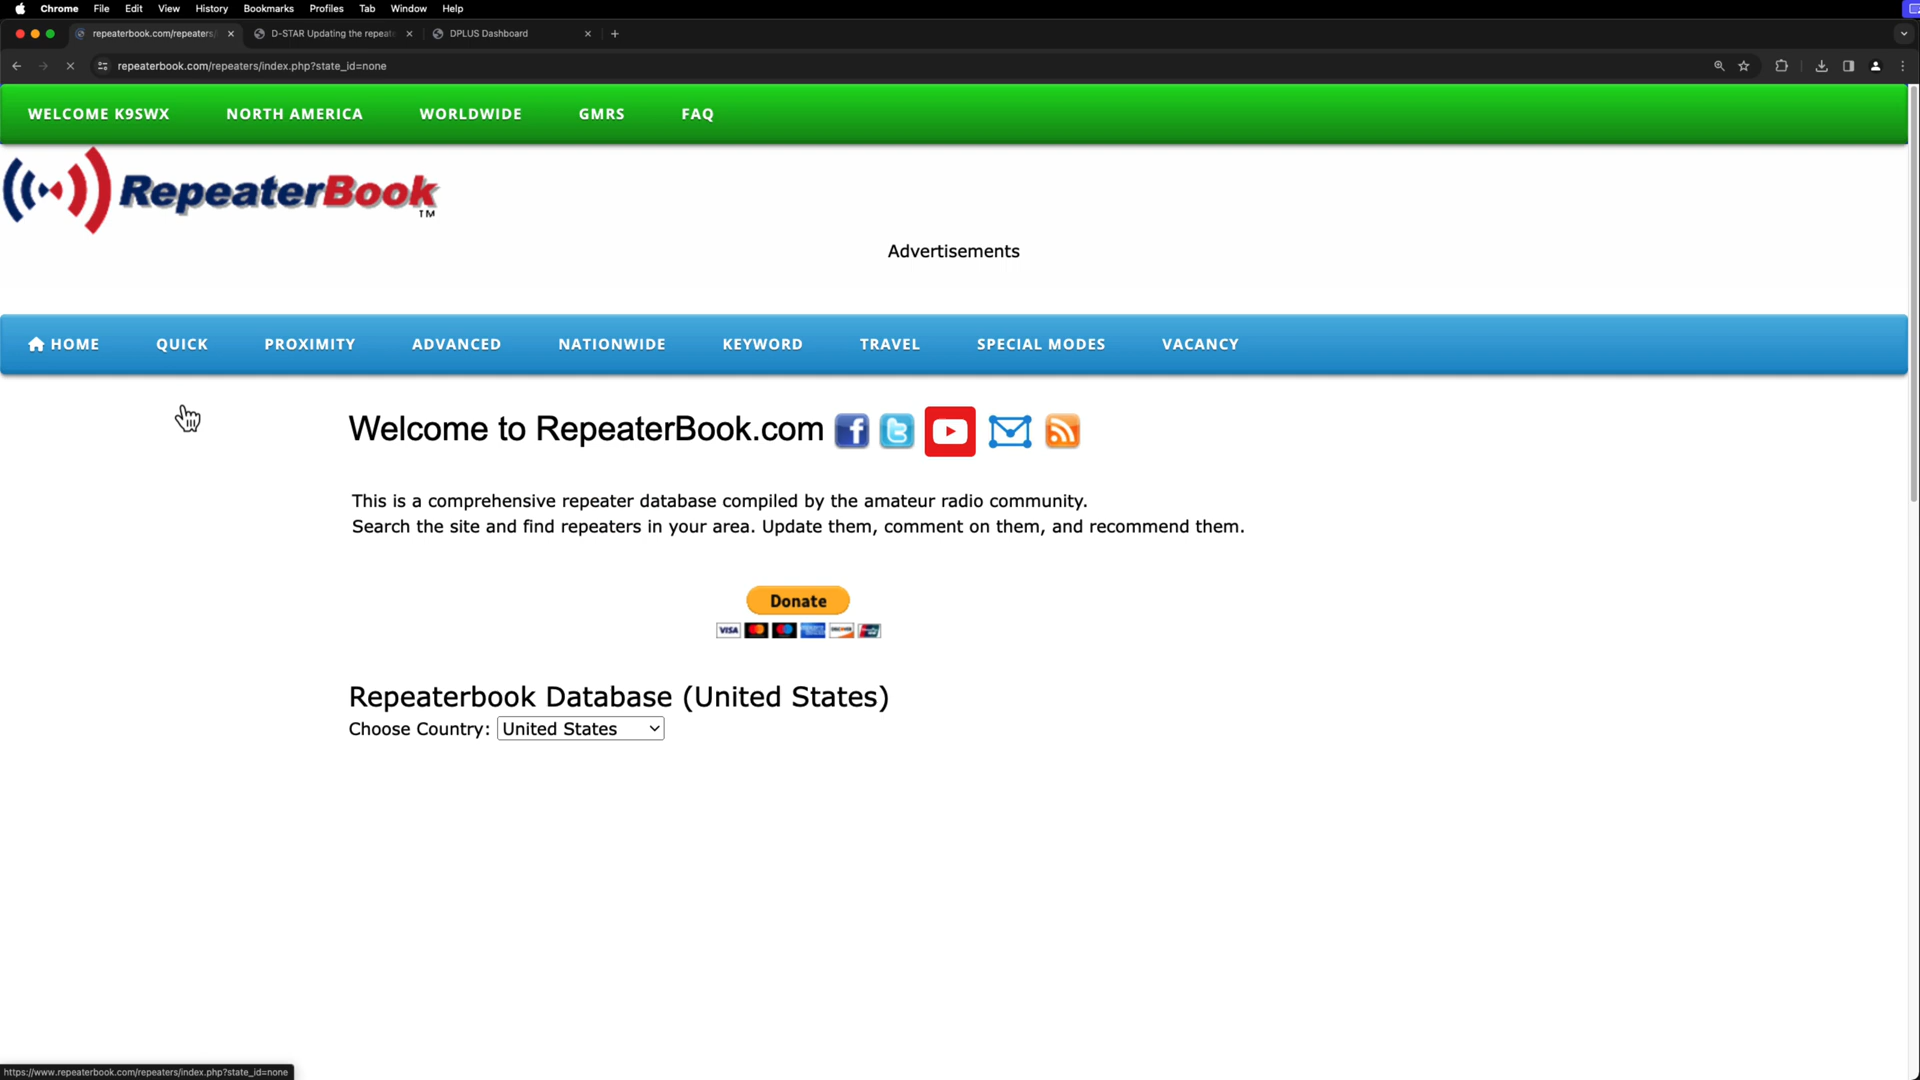 Chrome File Edit View History Bookmarks Profiles Tab Window Help
repeaterbook.com/repeaters/ D-STAR Updating the repeat DPLUS Dashboard
repeaterbook.com/repeaters/index.php?state_id=none
WELCOME K9SWX NORTH AMERICA WORLDWIDE GMRS FAQ
RepeaterBook TM
Advertisements
HOME QUICK PROXIMITY ADVANCED NATIONWIDE KEYWORD TRAVEL SPECIAL MODES VACANCY
Welcome to RepeaterBook.com
This is a comprehensive repeater database compiled by the amateur radio community.
Search the site and find repeaters in your area. Update them, comment on them, and recommend them.
Donate
VISA
Repeaterbook Database (United States)
Choose Country: United States
https://www.repeaterbook.com/repeaters/index.php?state_id=none